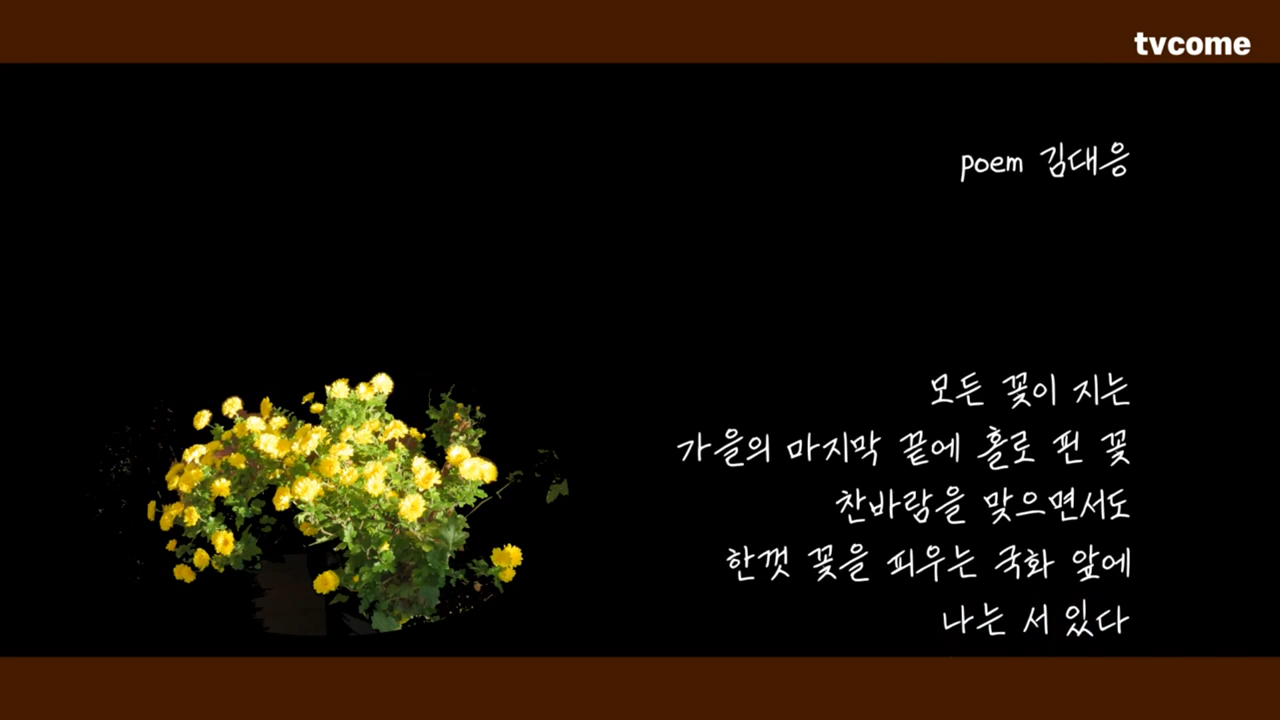 tvcome
poem 김대응
모든 꽃이 지는
가을의 마지막 끝에 홀로 핀 꽃
찬바람을 맞으면서도
한껏 꽃을 피우는 국화 앞에
나는 서 있다